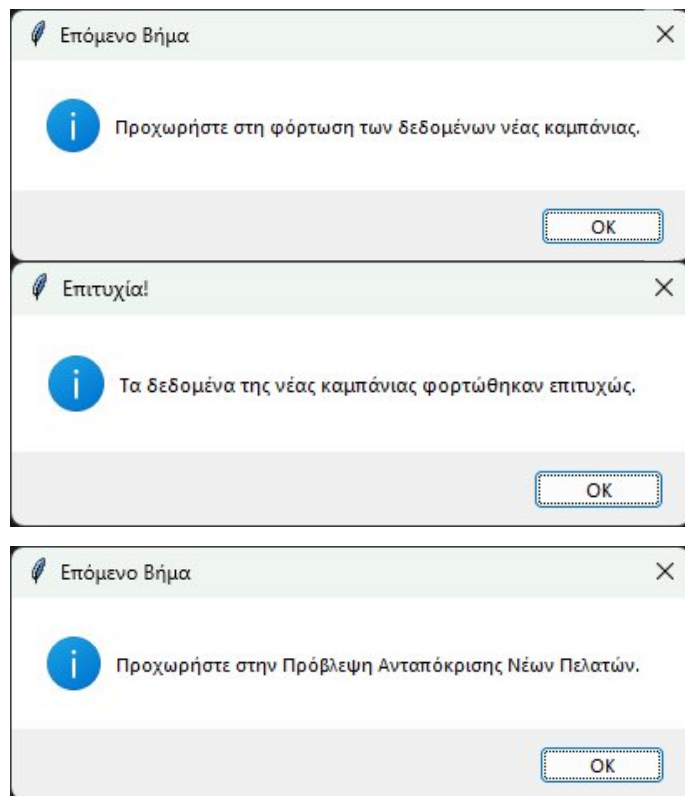 Επόμενο Βήμα
Προχωρήστε στη φόρτωση των δεδομένων νέας καμπάνιας.
OK
Επιτυχία!
Τα δεδομένα της νέας καμπάνιας φορτώθηκαν επιτυχώς.
OK
Επόμενο Βήμα
Προχωρήστε στην Πρόβλεψη Ανταπόκρισης Νέων Πελατών.
OK